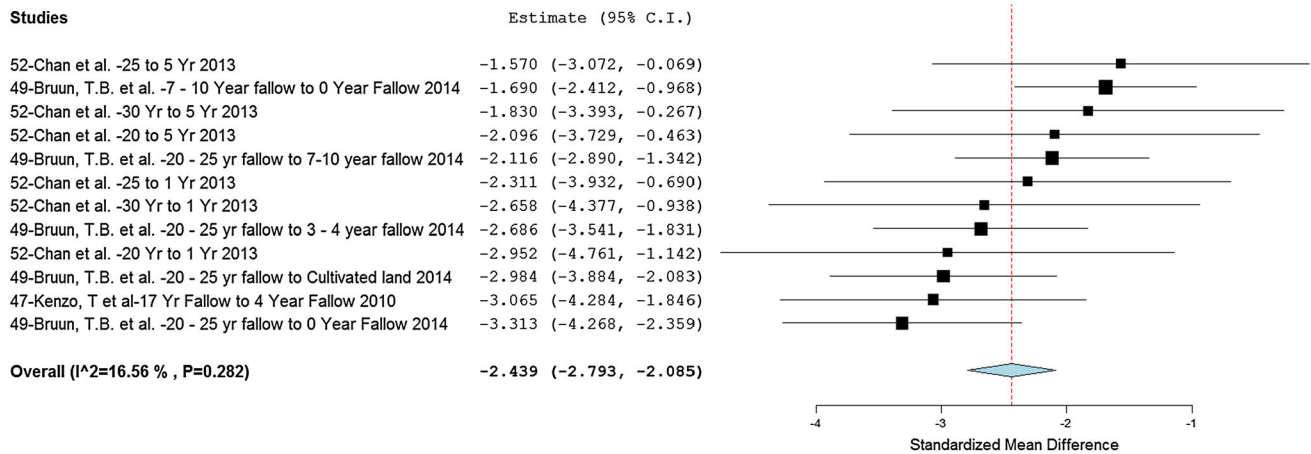 Studies Estimate (95% C.I.)
52-Chan et al. -25 to 5 Yr 2013 -1.570 (-3.072, -0.069)
49-Bruun, T.B. et al. -7 - 10 Year fallow to 0 Year Fallow 2014 -1.690 (-2.412, -0.968)
52-Chan et al. -30 Yr to 5 Yr 2013 -1.830 (-3.393, -0.267)
52-Chan et al. -20 to 5 Yr 2013 -2.096 (-3.729, -0.463)
49-Bruun, T.B. et al. -20 - 25 yr fallow to 7-10 year fallow 2014 -2.116 (-2.890, -1.342)
52-Chan et al. -25 to 1 Yr 2013 -2.311 (-3.932, -0.690)
52-Chan et al. -30 Yr to 1 Yr 2013 -2.658 (-4.377, -0.938)
49-Bruun, T.B. et al. -20 - 25 yr fallow to 3 - 4 year fallow 2014 -2.686 (-3.541, -1.831)
52-Chan et al. -20 Yr to 1 Yr 2013 -2.952 (-4.761, -1.142)
49-Bruun, T.B. et al. -20 - 25 yr fallow to Cultivated land 2014 -2.984 (-3.884, -2.083)
47-Kenzo, T et al-17 Yr Fallow to 4 Year Fallow 2010 -3.065 (-4.284, -1.846)
49-Bruun, T.B. et al. -20 - 25 yr fallow to 0 Year Fallow 2014 -3.313 (-4.268, -2.359)
Overall (I^2=16.56 % , P=0.282) -2.439 (-2.793, -2.085)
-4 -3 -2 -1
Standardized Mean Difference